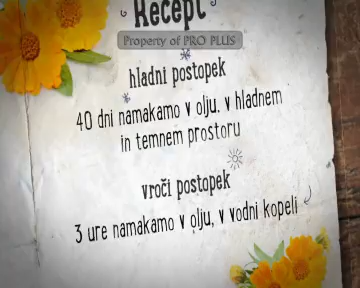 Recept
Property of PRO PLUS
hladni postopek
40 dni namakamo v olju, v hladnem
in temnem prostoru
vroči postopek
3 ure namakamo v olju, v vodni kopeli